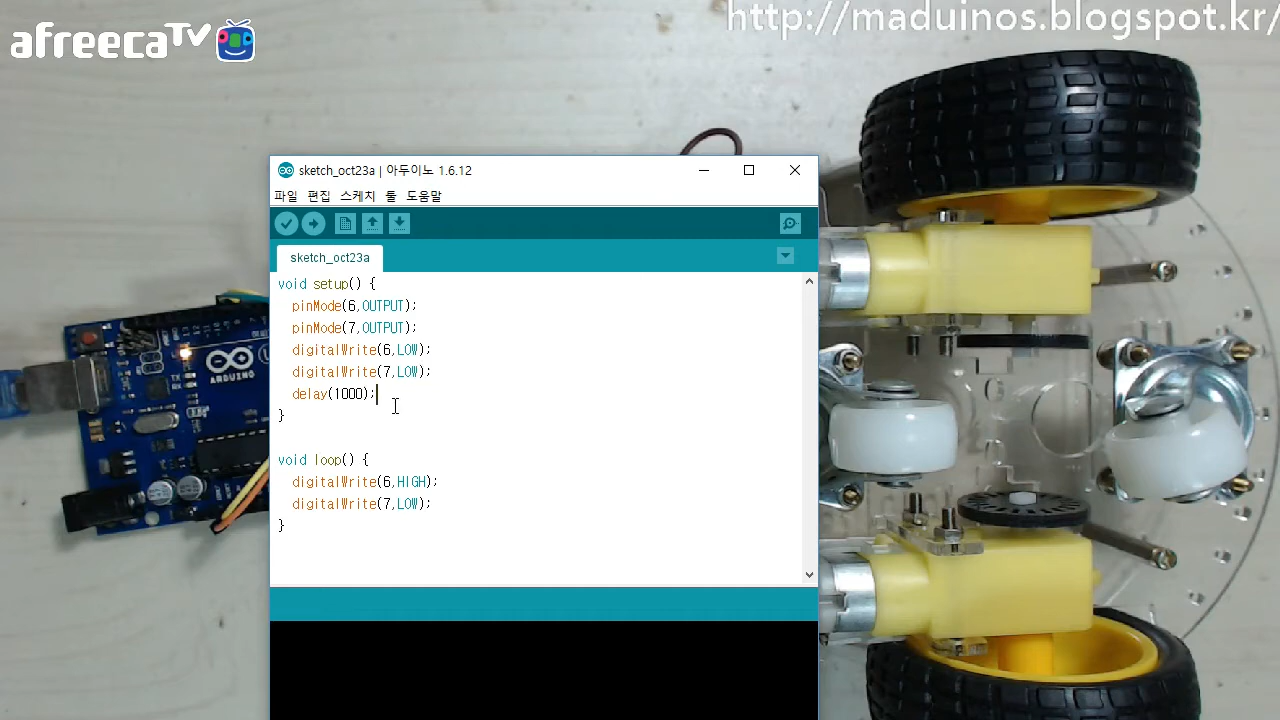 afreecaTV
http://maduinos.blogspot.kr/
sketch_oct23a | 아두이노 1.6.12
파일 편집 스케치 툴 도움말
sketch_oct23a
void setup() {
pinMode(6,OUTPUT);
pinMode(7,OUTPUT);
digitalWrite(6,LOW);
digitalWrite(7,LOW);
delay(1000);
}
void loop() {
digitalWrite(6,HIGH);
digitalWrite(7,LOW);
}
TX
RX
ARDUINO